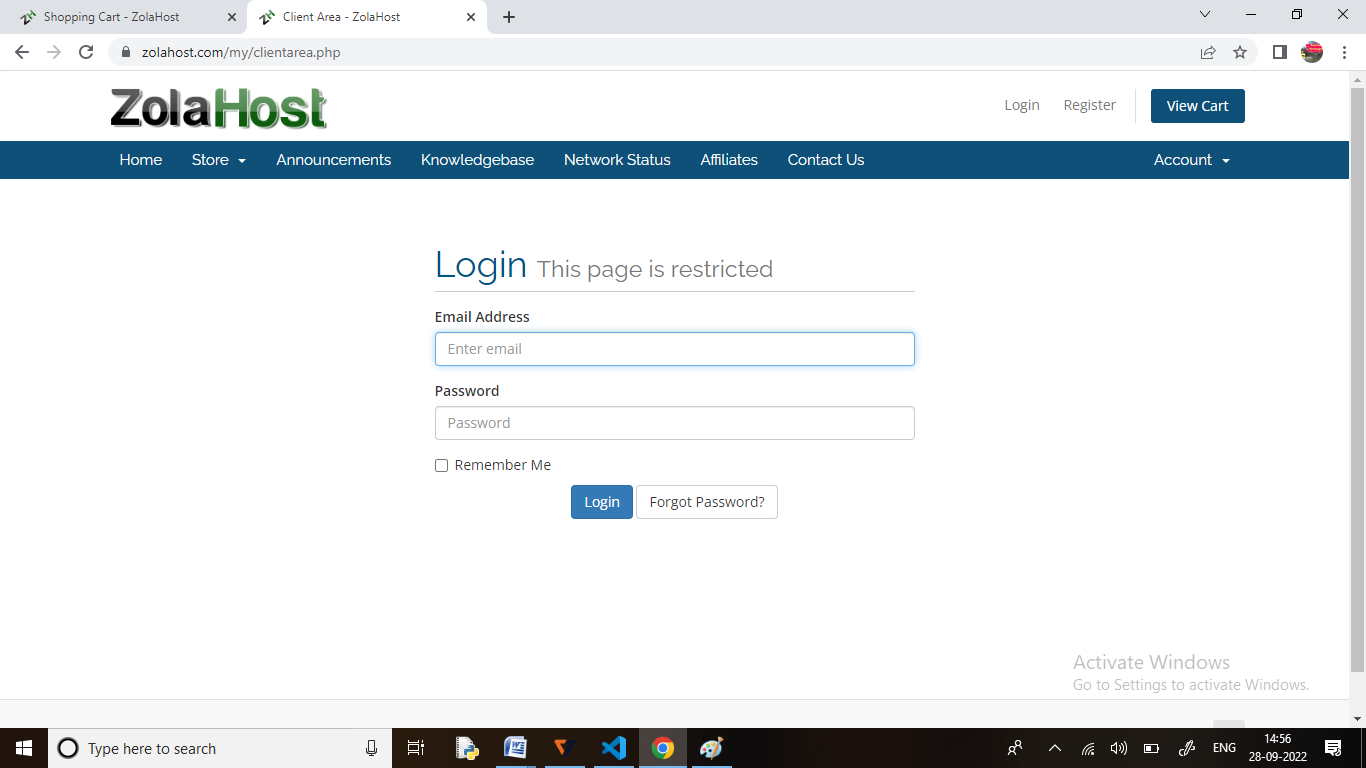 Shopping Cart - ZolaHost
Client Area - ZolaHost
zolahost.com/my/clientarea.php
ZolaHost
Login Register View Cart
Home Store Announcements Knowledgebase Network Status Affiliates Contact Us Account
Login This page is restricted
Email Address
Enter email
Password
Password
Remember Me
Login Forgot Password?
Activate Windows
Go to Settings to activate Windows.
Type here to search
W
ENG
14:56
28-09-2022